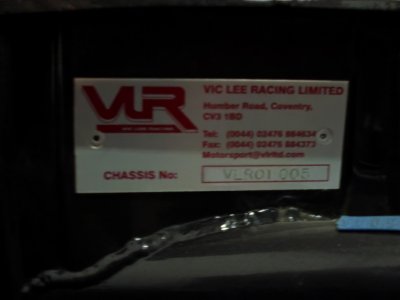 VLR
VIC LEE RACING
VIC LEE RACING LIMITED
Humber Road, Coventry,
CV3 1BD
Tel: (0044) 02476 884634
Fax: (0044) 02476 884373
Motorsport@vlrltd.com
CHASSIS No: VLR01 005